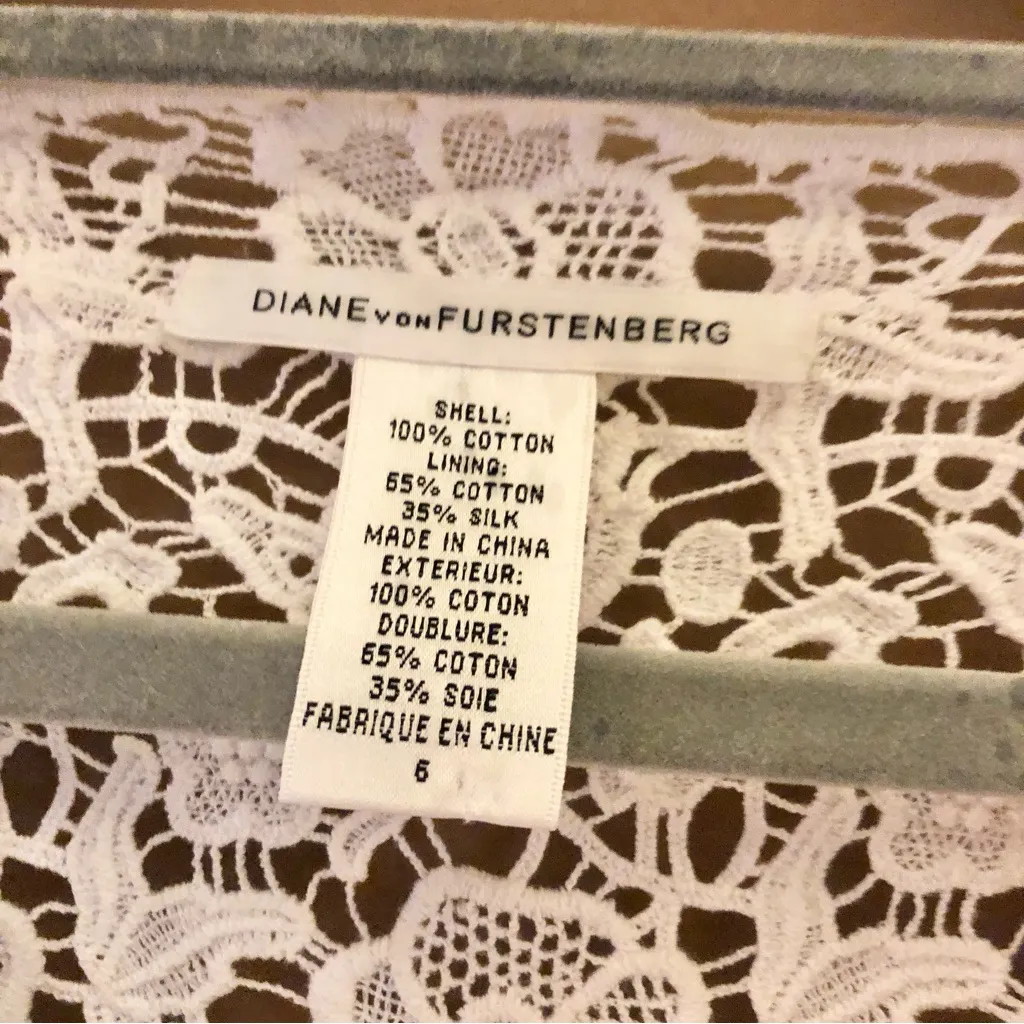 DIANE VON FURSTENBERG
SHELL:
100% COTTON
LINING:
65% COTTON
35% SILK
MADE IN CHINA
EXTERIEUR:
100% COTON
DOUBLURE:
65% COTON
35% SOIE
FABRIQUE EN CHINE
6